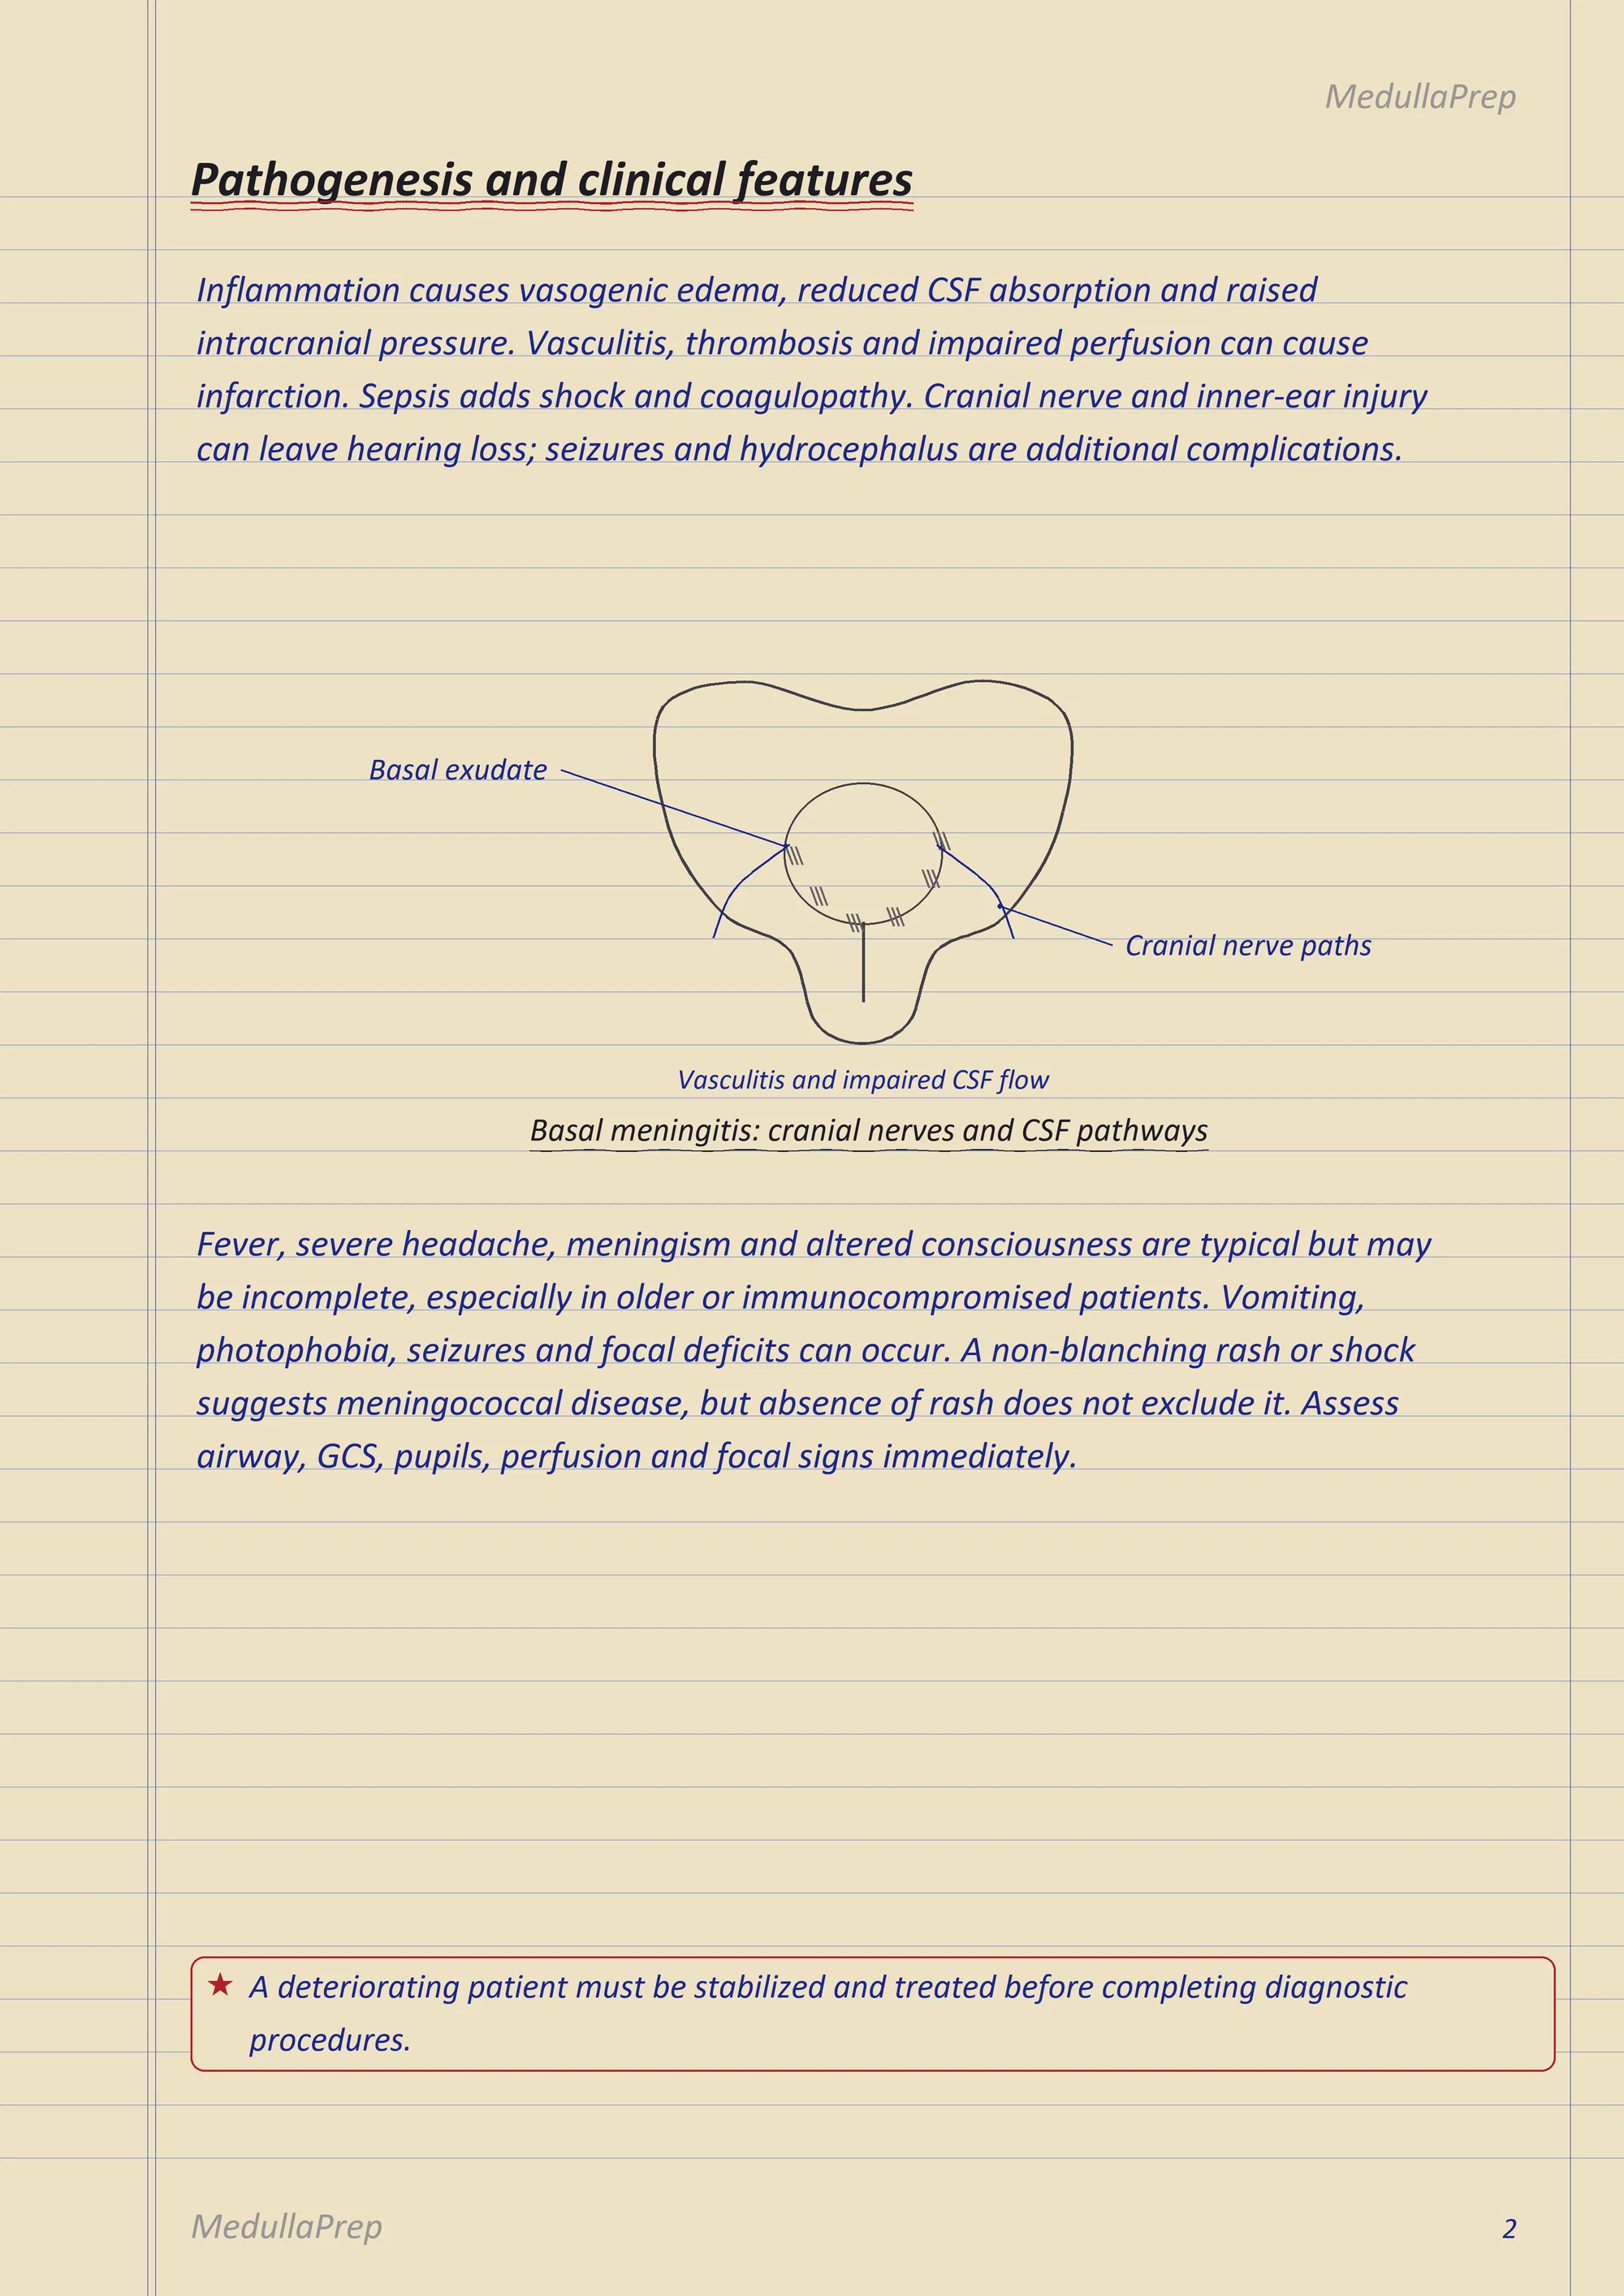 MedullaPrep
Pathogenesis and clinical features
Inflammation causes vasogenic edema, reduced CSF absorption and raised
intracranial pressure. Vasculitis, thrombosis and impaired perfusion can cause
infarction. Sepsis adds shock and coagulopathy. Cranial nerve and inner-ear injury
can leave hearing loss; seizures and hydrocephalus are additional complications.
Basal exudate
Cranial nerve paths
Vasculitis and impaired CSF flow
Basal meningitis: cranial nerves and CSF pathways
Fever, severe headache, meningism and altered consciousness are typical but may
be incomplete, especially in older or immunocompromised patients. Vomiting,
photophobia, seizures and focal deficits can occur. A non-blanching rash or shock
suggests meningococcal disease, but absence of rash does not exclude it. Assess
airway, GCS, pupils, perfusion and focal signs immediately.
★ A deteriorating patient must be stabilized and treated before completing diagnostic
procedures.
MedullaPrep
2